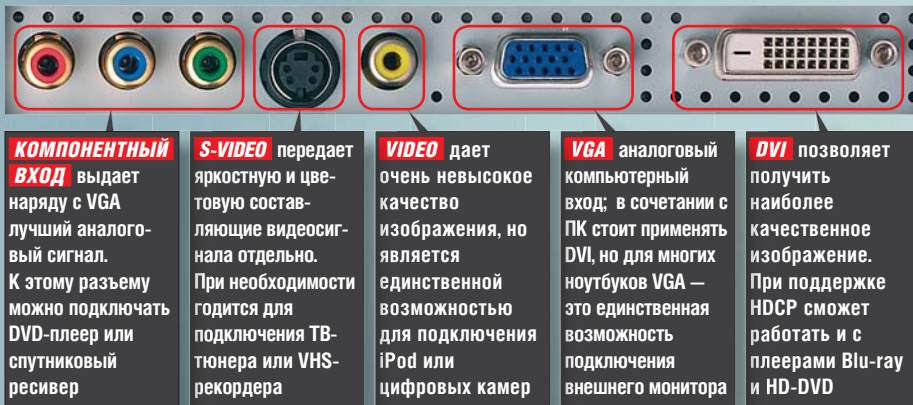 КОМПОНЕНТНЫЙ
ВХОД выдает
наряду с VGA
лучший аналого-
вый сигнал.
К этому разъему
можно подключать
DVD-плеер или
спутниковый
ресивер
S-VIDEO передает
яркостную и цве-
товую состав-
ляющие видеосиг-
нала отдельно.
При необходимости
годится для
подключения ТВ-
тюнера или VHS-
рекордера
VIDEO дает
очень невысокое
качество
изображения, но
является
единственной
возможностью
для подключения
iPod или
цифровых камер
VGA аналоговый
компьютерный
вход; в сочетании с
ПК стоит применять
DVI, но для многих
ноутбуков VGA —
это единственная
возможность
подключения
внешнего монитора
DVI позволяет
получить
наиболее
качественное
изображение.
При поддержке
HDCP сможет
работать и с
плеерами Blu-ray
и HD-DVD